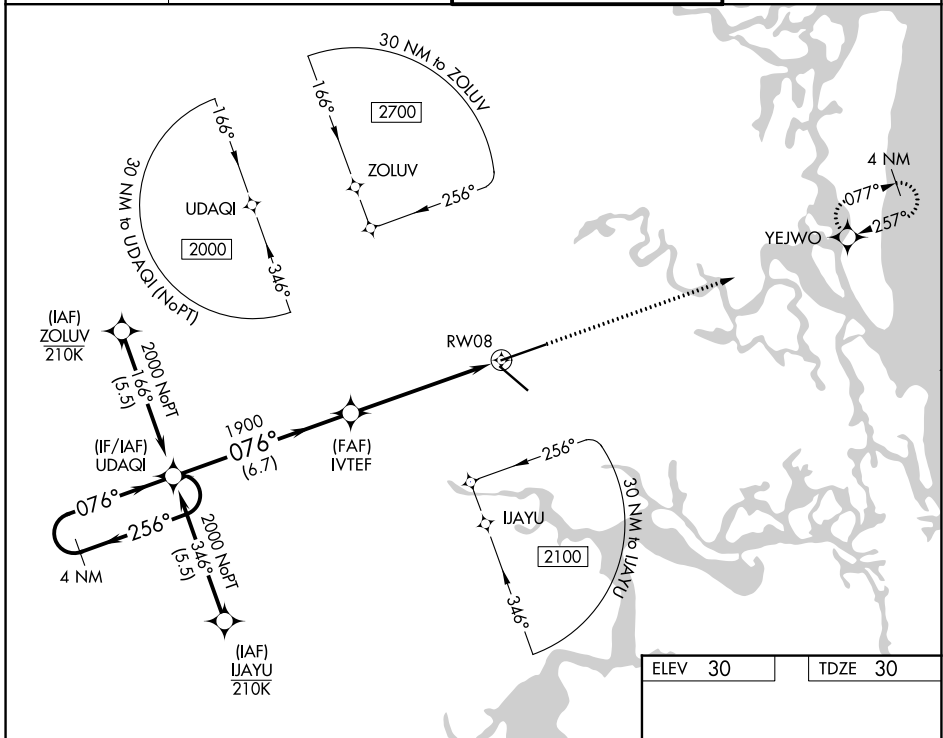 30 NM to ZOLUV
166°
2700
ZOLUV
256°
166°
30 NM to UDAQI (NoPT)
UDAQI
2000
346°
4 NM
077°
257°
YEJWO
(IAF)
ZOLUV
210K
2000 NoPT
166°
(5.5)
RW08
1900
076°
(6.7)
(FAF)
IVTEF
(IF/IAF)
UDAQI
076°
256°
4 NM
2000 NoPT
346°
(5.5)
(IAF)
IJAYU
210K
256°
IJAYU
30 NM to IJAYU
2100
346°
ELEV 30
TDZE 30